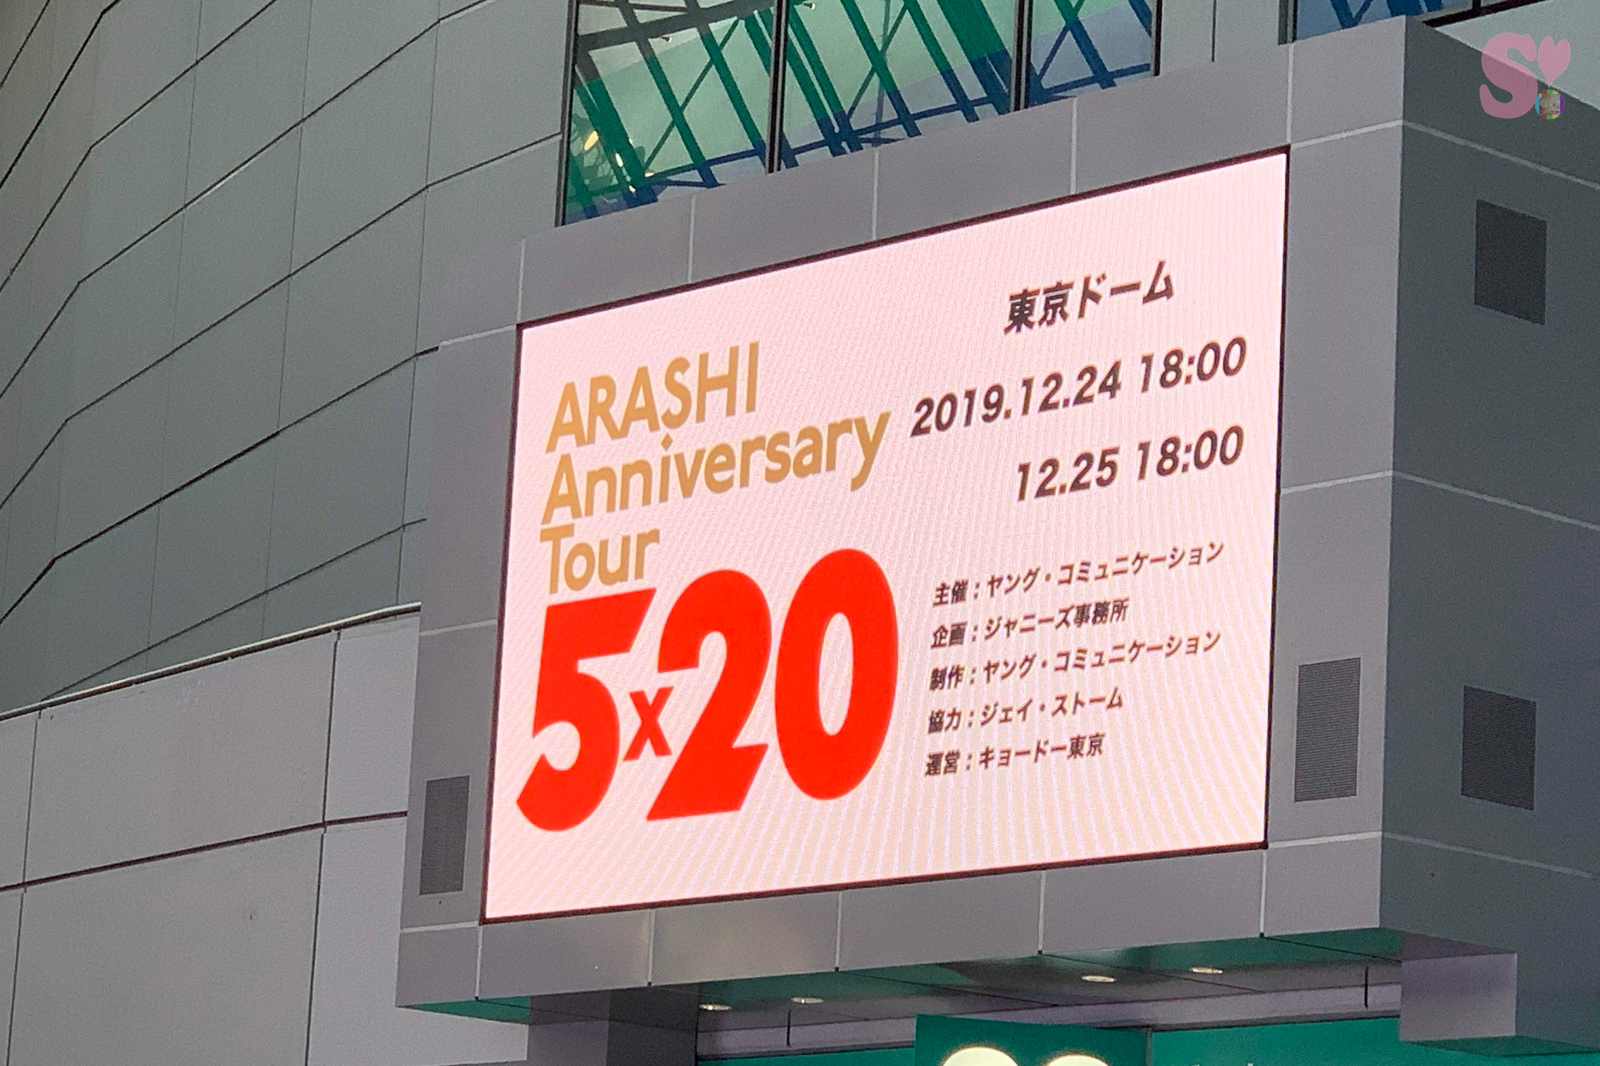 ARASHI
Anniversary
Tour
5x20
東京ドーム
2019.12.24 18:00
12.25 18:00
主催：ヤング・コミュニケーション
企画：ジャニーズ事務所
制作：ヤング・コミュニケーション
協力：ジェイ・ストーム
運営：キョードー東京
S